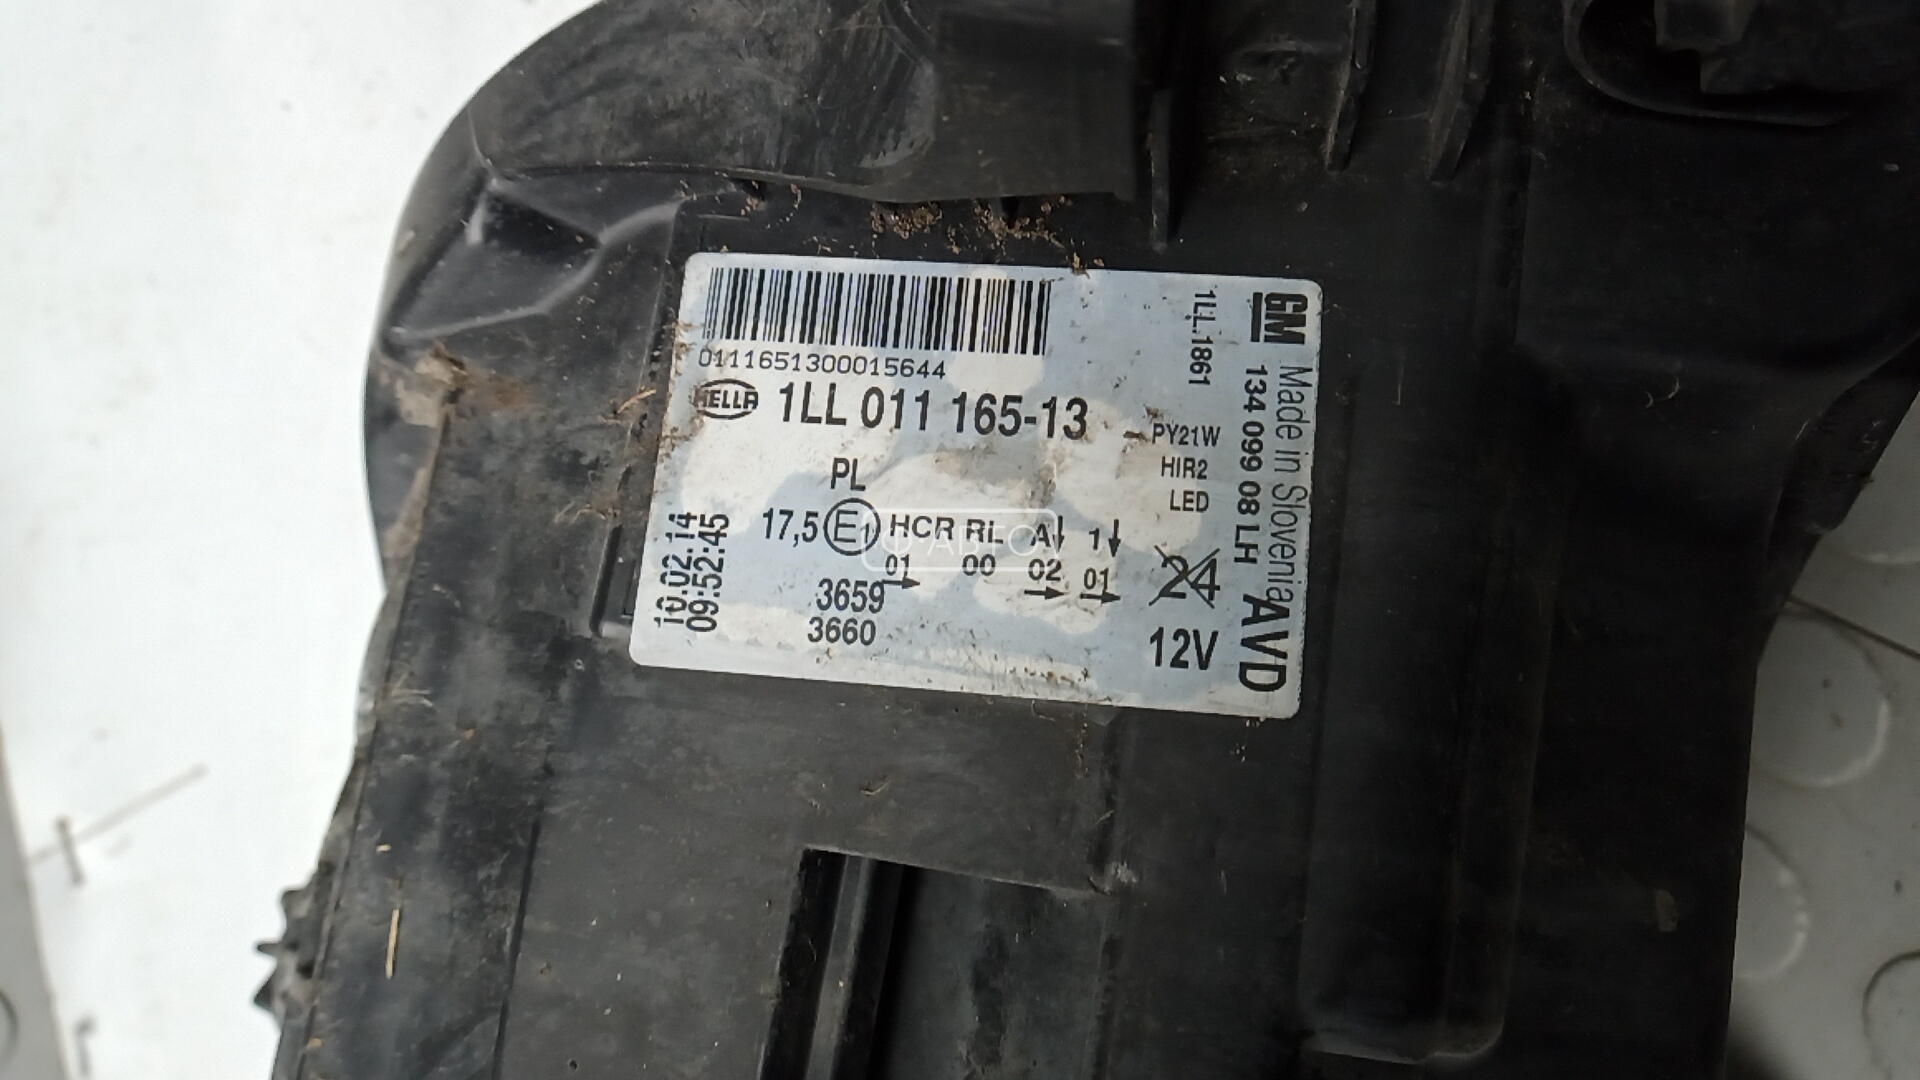 0111651300015644
HELLA 1LL 011 165-13
PL
17,5 E1 HCR RL A↓ 1↓
01 00 02 01
→ → →
3659
3660
10.02.14
09:52:45
PY21W
HIR2
LED
24
12V
1LL.1861
GM 134 099 08 LH AVD
Made in Slovenia